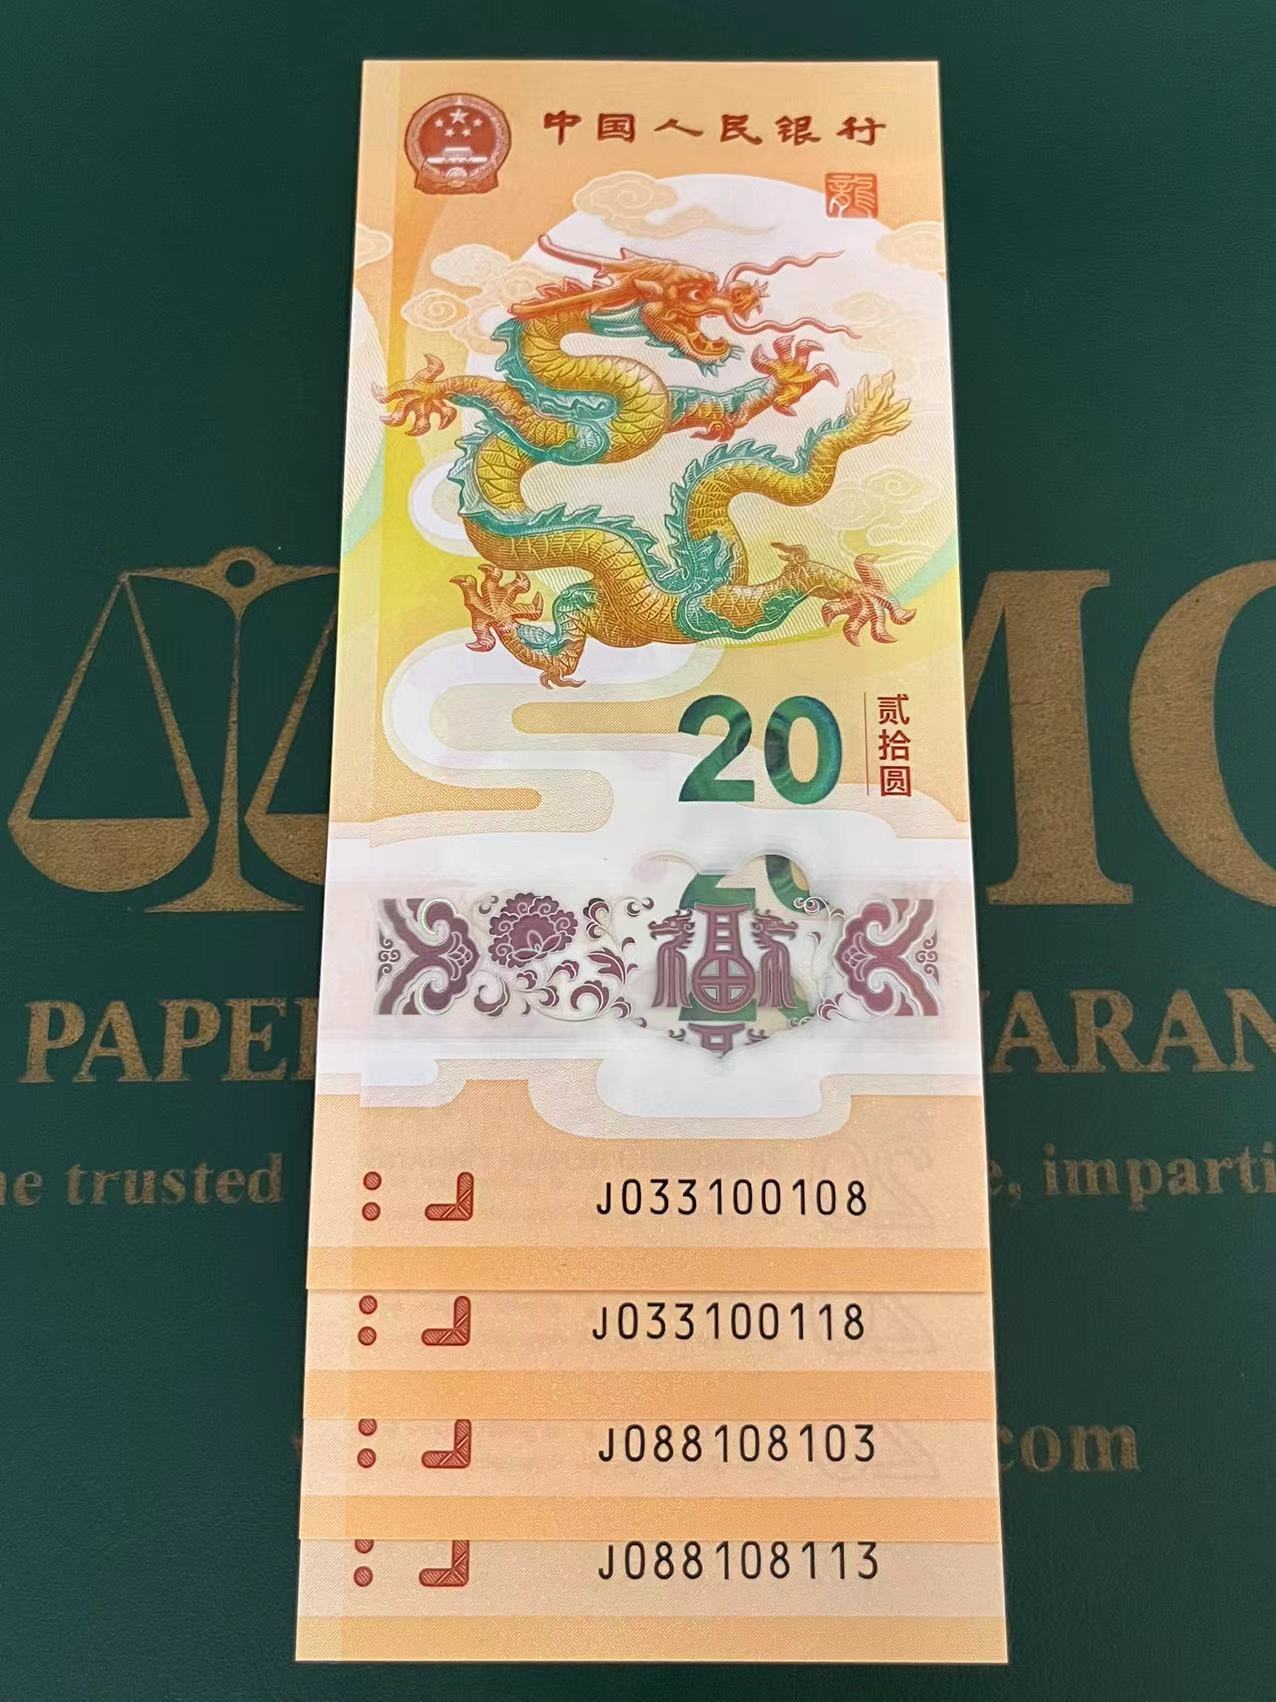 中国人民银行
龍
20
贰拾圆
福
PAPE
ARAN
e trusted
e, imparti
J033100108
J033100118
J088108103
com
J088108113